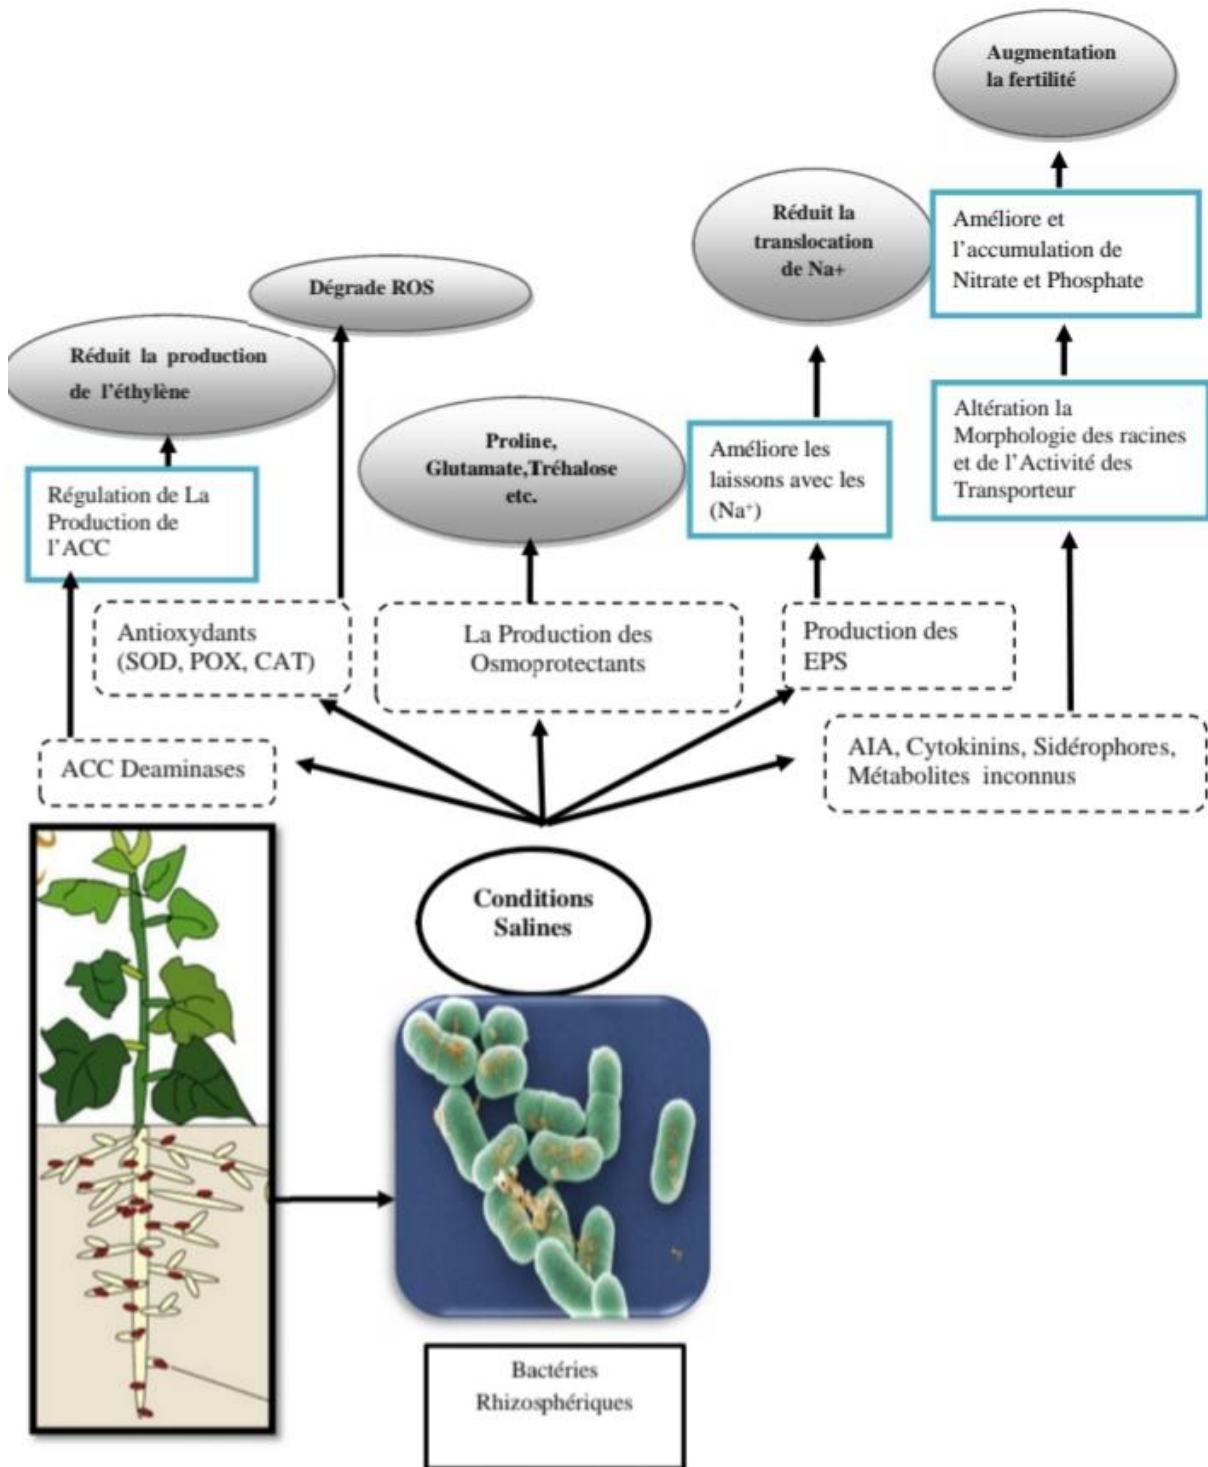 Augmentation
la fertilité
Réduit la
translocation
de Na+
Améliore et
l'accumulation de
Nitrate et Phosphate
Dégrade ROS
Réduit la production
de l'éthylène
Proline,
Glutamate,Tréhalose
etc.
Améliore les
laissons avec les
(Na⁺)
Altération la
Morphologie des racines
et de l'Activité des
Transporteur
Régulation de La
Production de
l'ACC
Antioxydants
(SOD, POX, CAT)
La Production des
Osmoprotectants
Production des
EPS
ACC Deaminases
AIA, Cytokinins, Sidérophores,
Métabolites inconnus
Conditions
Salines
Bactéries
Rhizosphériques